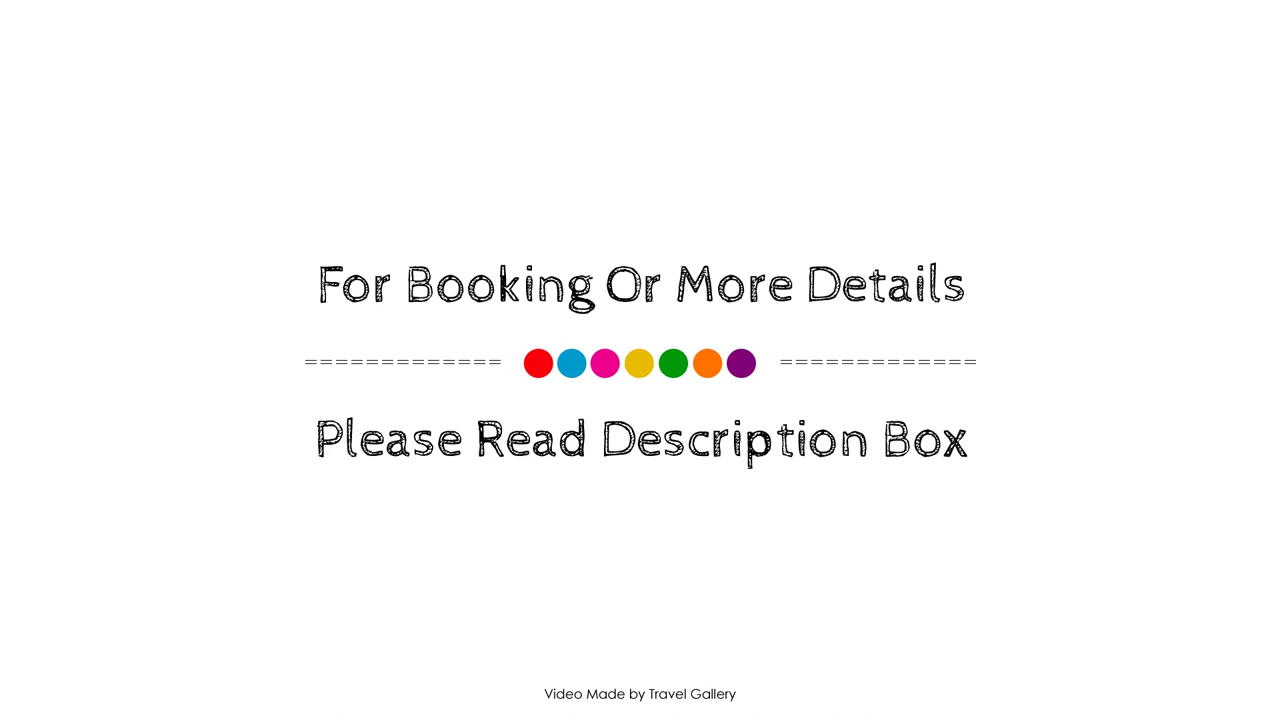 For Booking Or More Details
============= =============
Please Read Description Box
Video Made by Travel Gallery